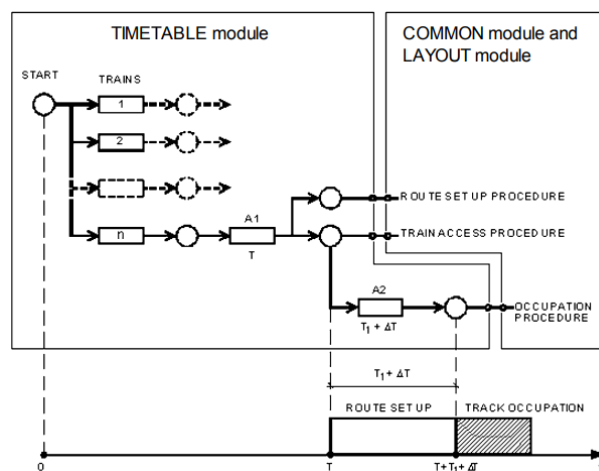 TIMETABLE module
COMMON module and
LAYOUT module
START
TRAINS
1
2
n
A1
T
ROUTE SET UP PROCEDURE
TRAIN ACCESS PROCEDURE
A2
T₁ + ΔT
OCCUPATION
PROCEDURE
T₁ + ΔT
ROUTE SET UP
TRACK OCCUPATION
0
T
T + T₁ + ΔT